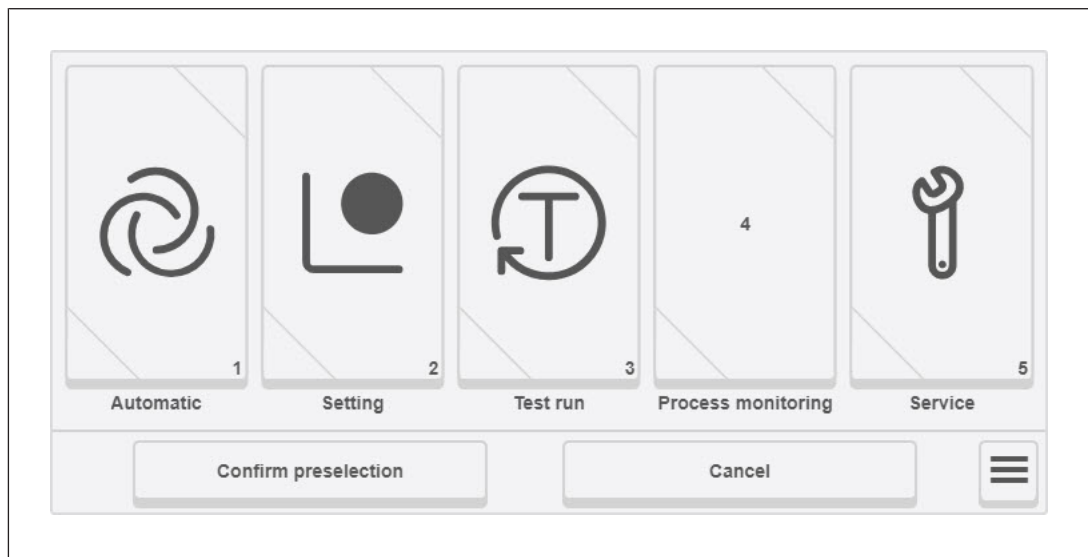 4
1 2 3 5
Automatic Setting Test run Process monitoring Service
Confirm preselection Cancel